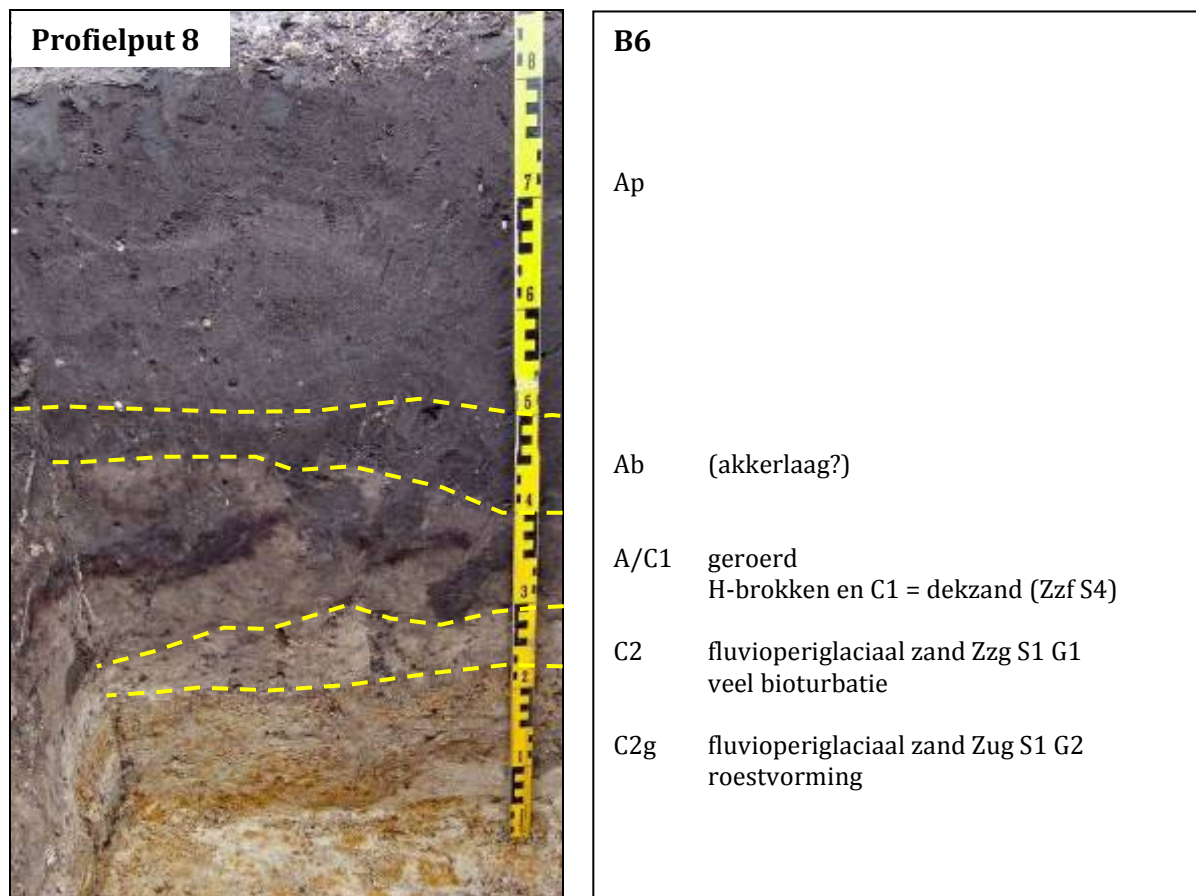 Profielput 8
8
7
6
5
4
3
2
1
B6
Ap
Ab (akkerlaag?)
A/C1 geroerd
H-brokken en C1 = dekzand (Zzf S4)
C2 fluvioperiglaciaal zand Zzg S1 G1
veel bioturbatie
C2g fluvioperiglaciaal zand Zug S1 G2
roestvorming